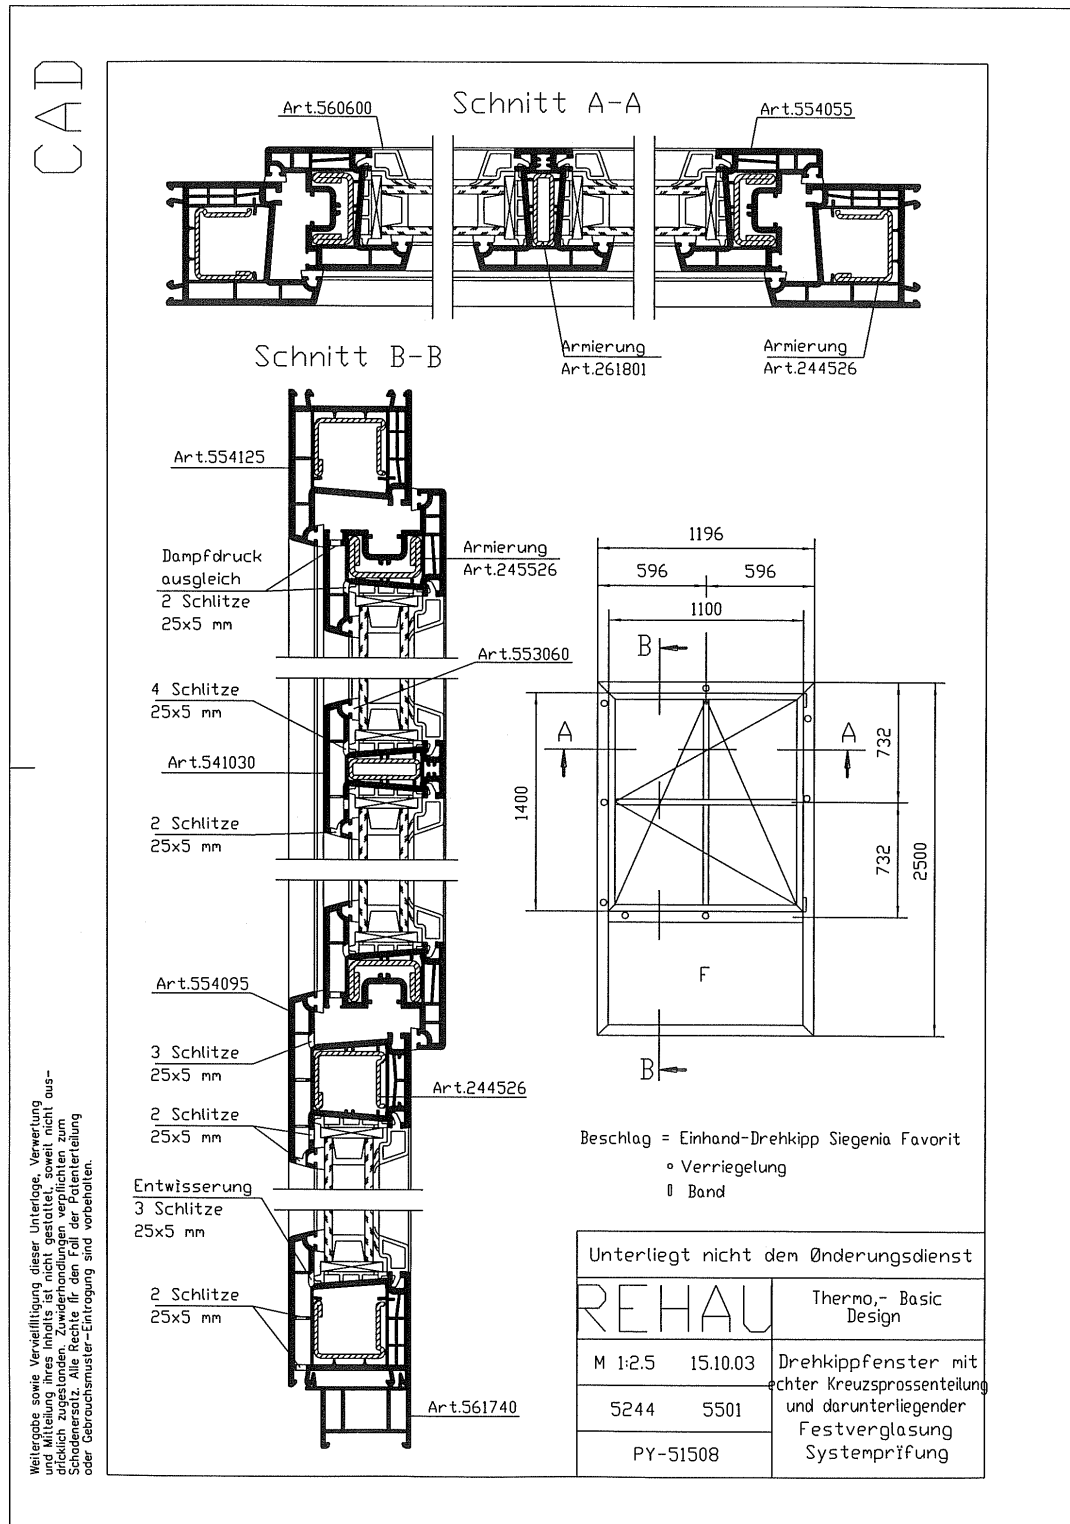 CAD
Schnitt A-A
Art.560600
Art.554055
Armierung
Art.261801
Armierung
Art.244526
Schnitt B-B
Art.554125
Dampfdruck
ausgleich
2 Schlitze
25x5 mm
Armierung
Art.245526
Art.553060
4 Schlitze
25x5 mm
Art.541030
2 Schlitze
25x5 mm
Art.554095
3 Schlitze
25x5 mm
Art.244526
2 Schlitze
25x5 mm
Entwìsserung
3 Schlitze
25x5 mm
2 Schlitze
25x5 mm
Art.561740
1196
596
596
1100
B
A
A
1400
732
732
2500
F
B
Beschlag = Einhand-Drehkipp Siegenia Favorit
Verriegelung
Band
Unterliegt nicht dem Ønderungsdienst
REHAU
Thermo,- Basic
Design
M 1:2.5 15.10.03
5244 5501
PY-51508
Drehkippfenster mit
echter Kreuzsprossenteilung
und darunterliegender
Festverglasung
Systemprífung
Weitergabe sowie Vervielfíltigung dieser Unterlage, Verwertung
und Mitteilung ihres Inhalts ist nicht gestattet, soweit nicht aus-
drícklich zugestanden. Zuwiderhandlungen verpflichten zum
Schadenersatz. Alle Rechte fír den Fall der Patenterteilung
oder Gebrauchsmuster-Eintragung sind vorbehalten.